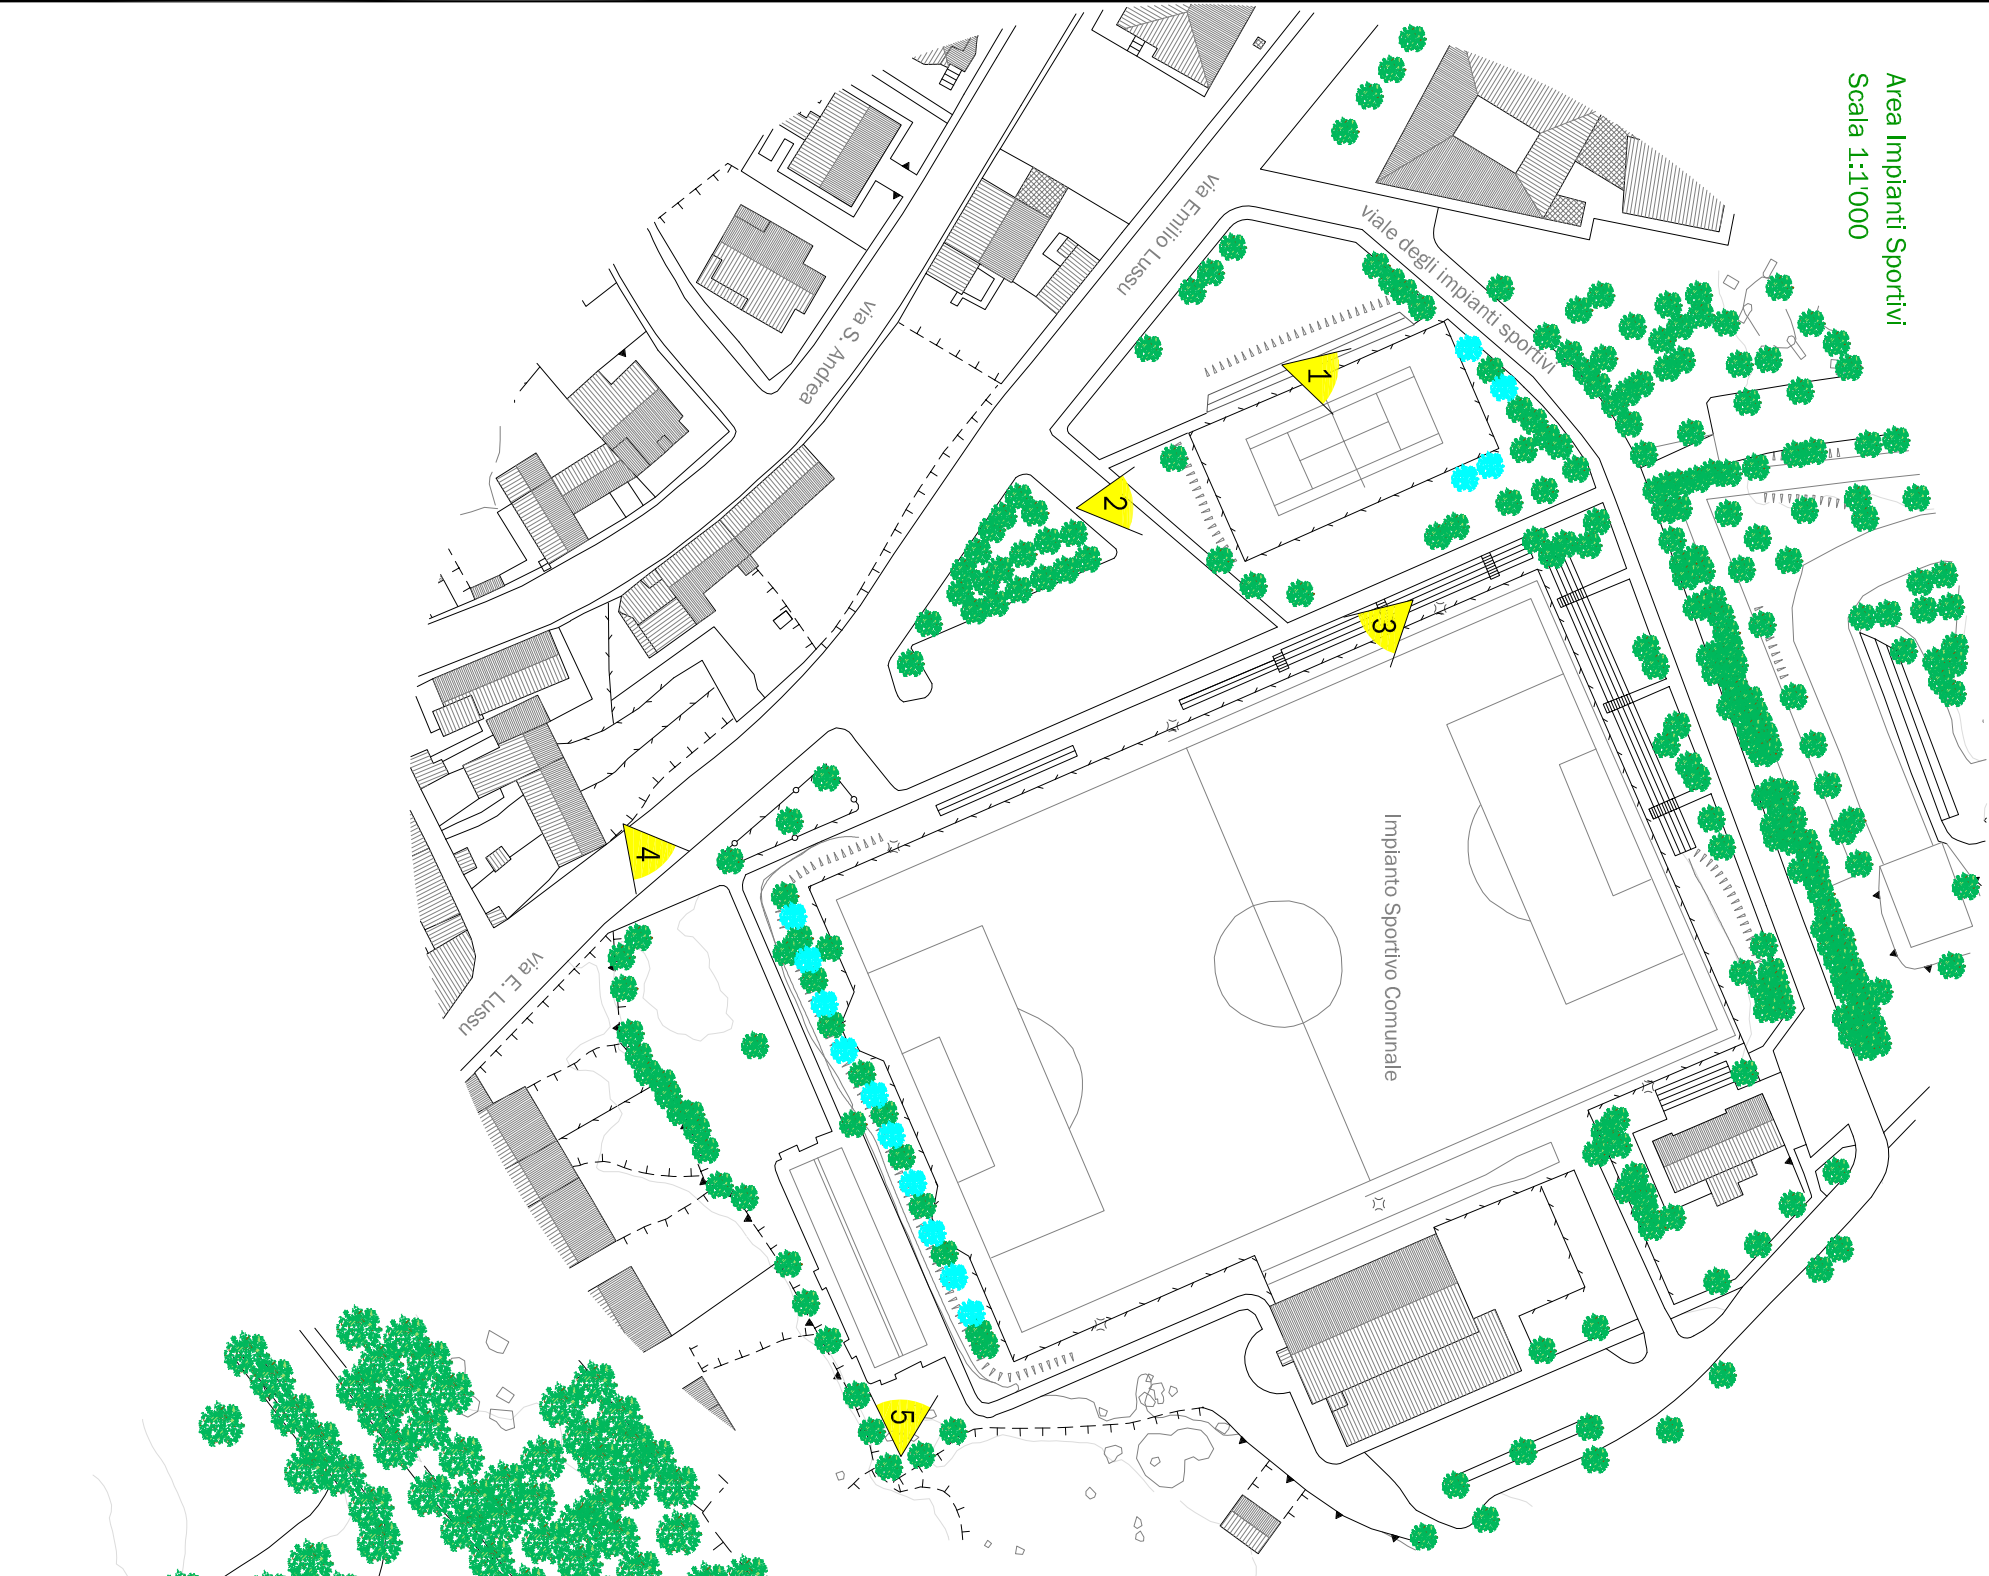 Area Impianti Sportivi
Scala 1:1'000
via Emilio Lussu
viale degli impianti sportivi
via S. Andrea
1
2
3
Impianto Sportivo Comunale
4
via E. Lussu
5